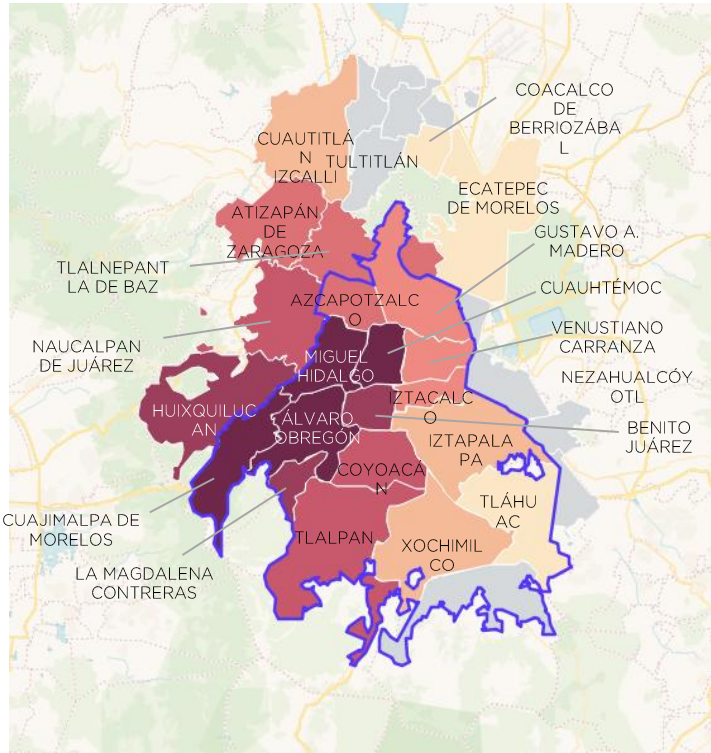 COACALCO
DE
BERRIOZÁBA
L
CUAUTITLÁ
N
IZCALLI
TULTITLÁN
ECATEPEC
DE MORELOS
ATIZAPÁN
DE
ZARAGOZA
GUSTAVO A.
MADERO
TLALNEPANT
LA DE BAZ
CUAUHTÉMOC
AZCAPOTZALC
O
VENUSTIANO
CARRANZA
NAUCALPAN
DE JUÁREZ
MIGUEL
HIDALGO
NEZAHUALCÓY
OTL
HUIXQUILUC
AN
IZTACALC
O
ÁLVARO
OBREGÓN
BENITO
JUÁREZ
IZTAPALA
PA
COYOACÁ
N
TLÁHU
AC
CUAJIMALPA DE
MORELOS
TLALPAN
XOCHIMIL
CO
LA MAGDALENA
CONTRERAS